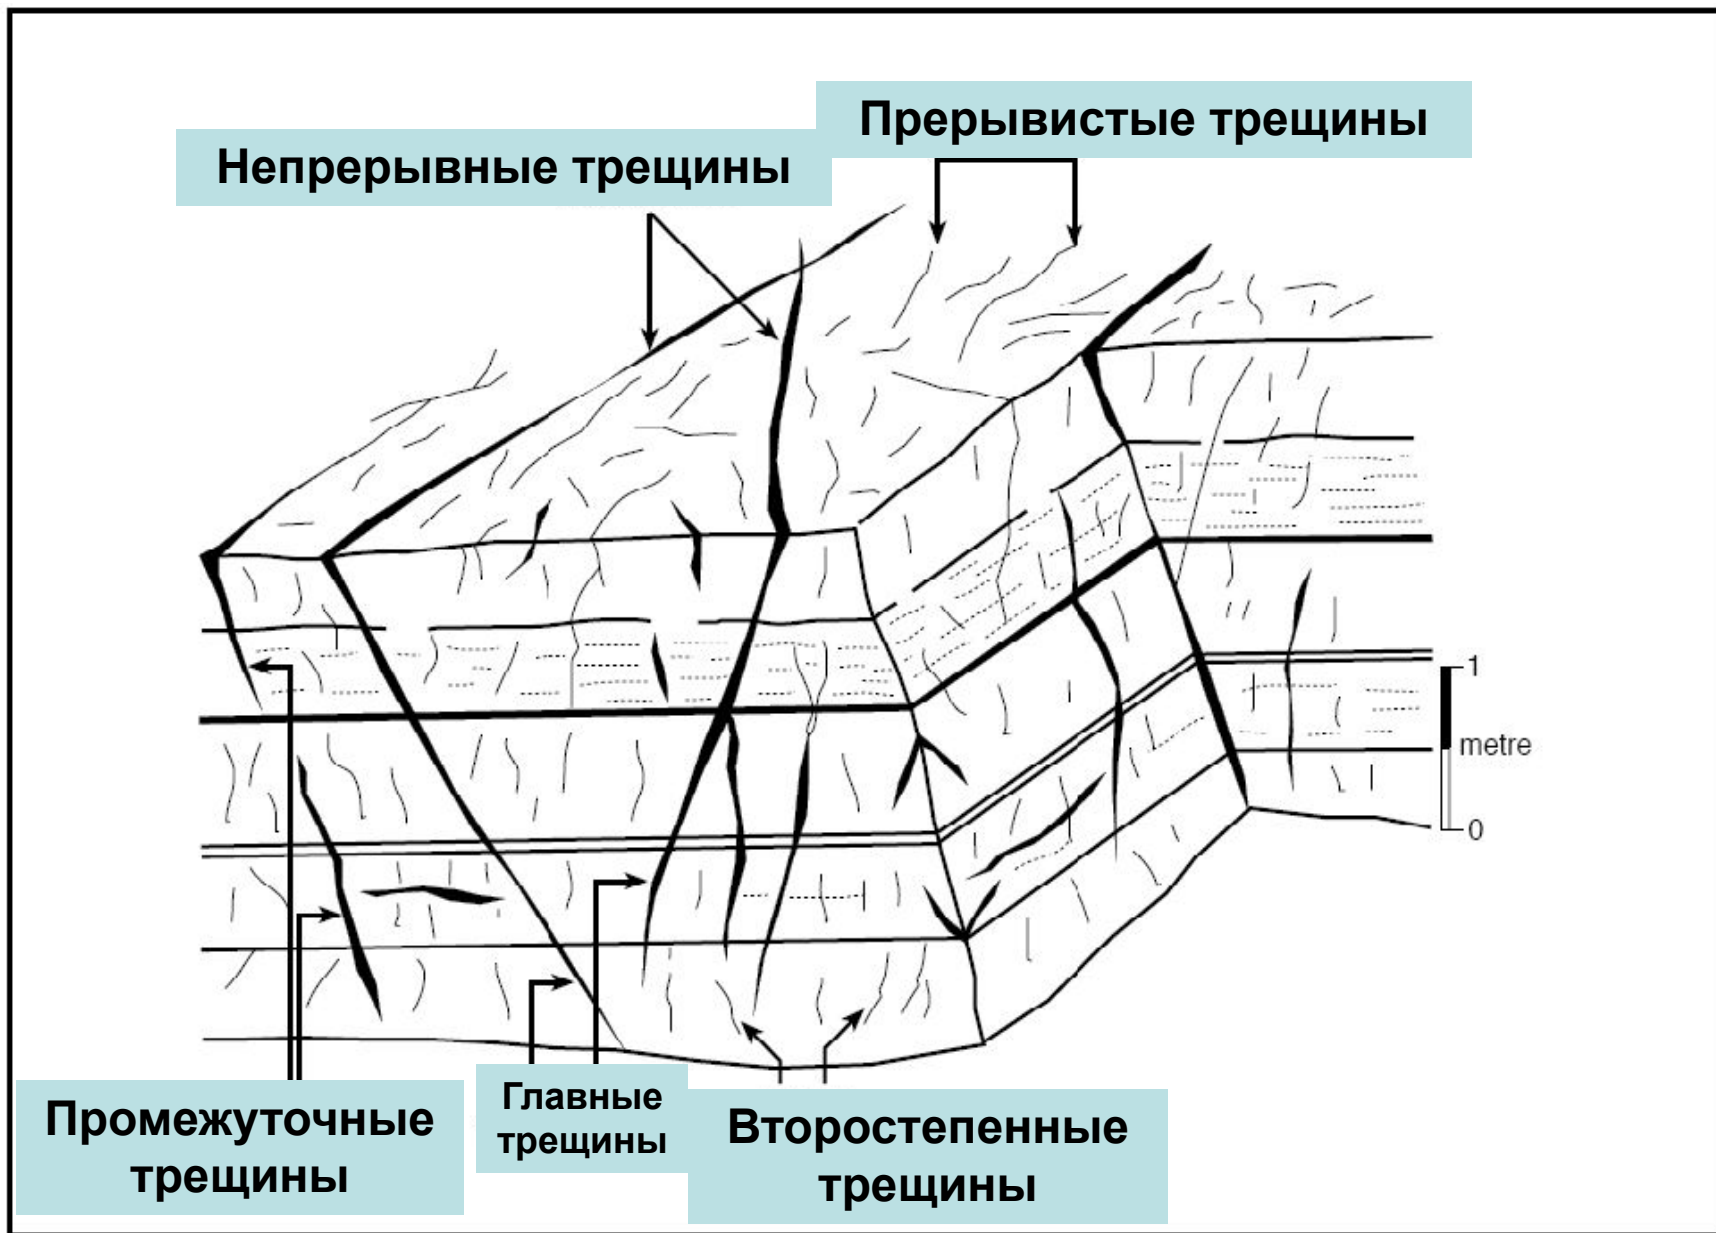 Прерывистые трещины
Непрерывные трещины
1
metre
0
Промежуточные
трещины
Главные
трещины
Второстепенные
трещины